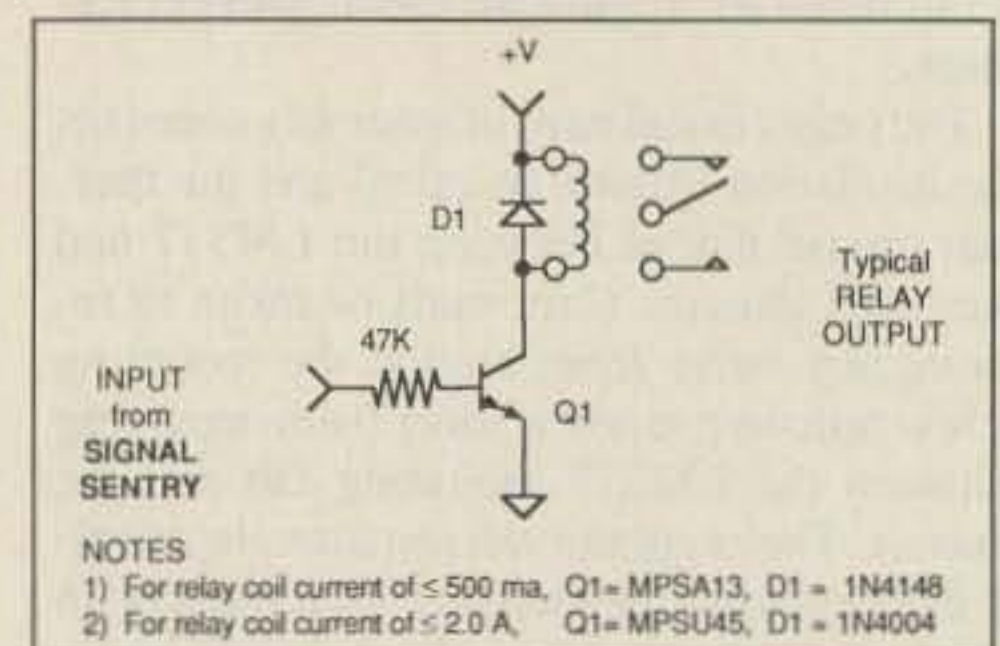 +V
D1
Typical
RELAY
OUTPUT
47K
INPUT
from
SIGNAL
SENTRY
Q1
NOTES
1) For relay coil current of ≤ 500 ma, Q1= MPSA13, D1 = 1N4148
2) For relay coil current of ≤ 2.0 A, Q1= MPSU45, D1 = 1N4004